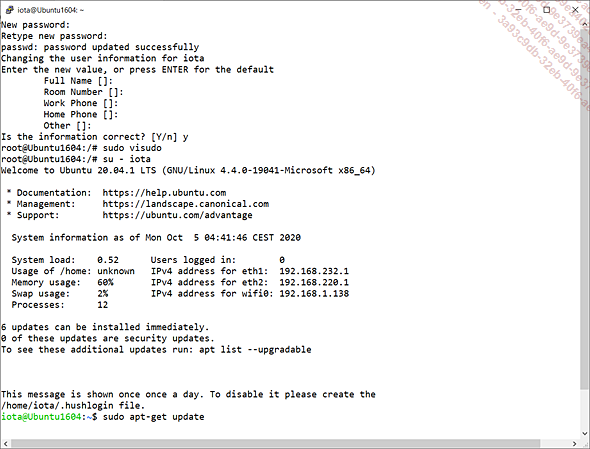 iota@Ubuntu1604: ~
New password:
Retype new password:
passwd: password updated successfully
Changing the user information for iota
Enter the new value, or press ENTER for the default
        Full Name []:
        Room Number []:
        Work Phone []:
        Home Phone []:
        Other []:
Is the information correct? [Y/n] y
root@Ubuntu1604:/# sudo visudo
root@Ubuntu1604:/# su - iota
Welcome to Ubuntu 20.04.1 LTS (GNU/Linux 4.4.0-19041-Microsoft x86_64)

 * Documentation:  https://help.ubuntu.com
 * Management:     https://landscape.canonical.com
 * Support:        https://ubuntu.com/advantage

  System information as of Mon Oct  5 04:41:46 CEST 2020

  System load:    0.52      Users logged in:       0
  Usage of /home: unknown   IPv4 address for eth1:  192.168.232.1
  Memory usage:   60%       IPv4 address for eth2:  192.168.220.1
  Swap usage:     2%        IPv4 address for wifi0: 192.168.1.138
  Processes:      12

6 updates can be installed immediately.
0 of these updates are security updates.
To see these additional updates run: apt list --upgradable

This message is shown once once a day. To disable it please create the
/home/iota/.hushlogin file.
iota@Ubuntu1604:~$ sudo apt-get update